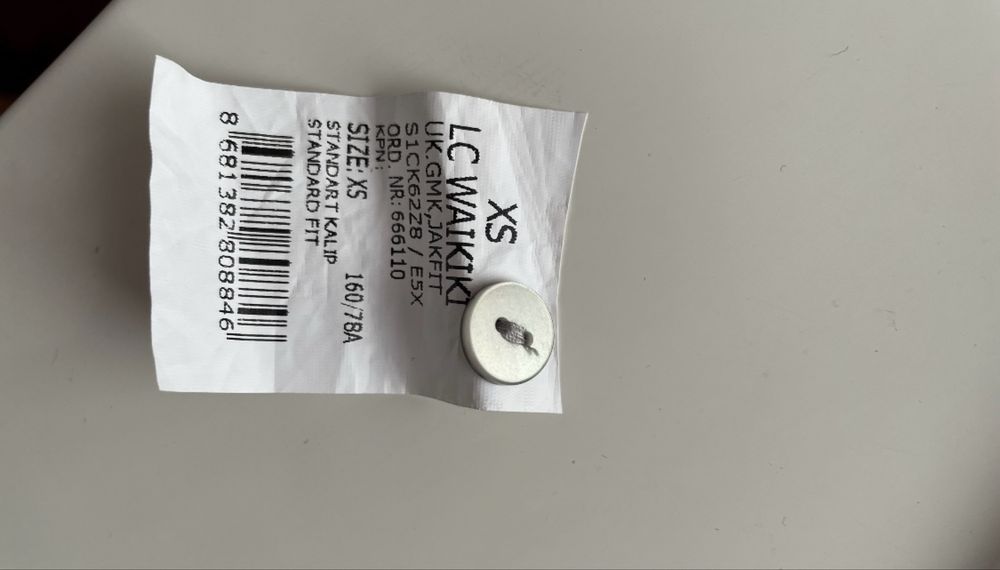 XS
LC WAIKIKI
UK.GMK,JAKFIT
S1CK62Z8 / E5X
ORD. NR: 666110
KPN:
SIZE: XS 160/78A
STANDART KALIP
STANDARD FIT
8 681382 808846